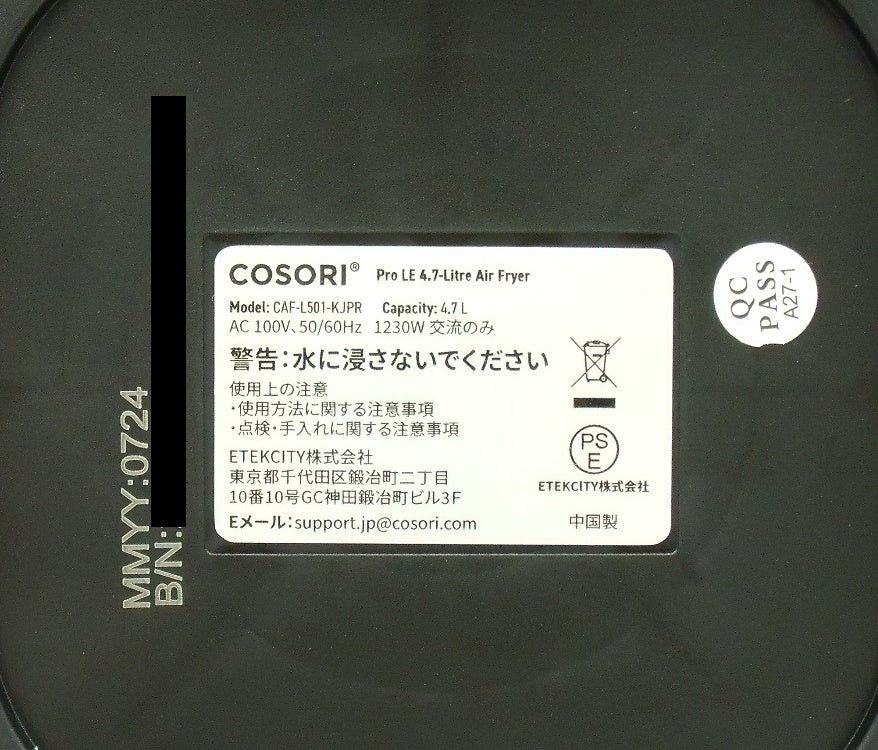 COSORI® Pro LE 4.7-Litre Air Fryer
Model: CAF-L501-KJPR Capacity: 4.7 L
AC 100V、50/60Hz 1230W 交流のみ
警告：水に浸さないでください
使用上の注意
・使用方法に関する注意事項
・点検・手入れに関する注意事項
ETEKCITY株式会社
東京都千代田区鍛冶町二丁目
10番10号GC神田鍛冶町ビル3F
Eメール：support.jp@cosori.com
PS
E
ETEKCITY株式会社
中国製
QC
PASS
A27-1
MMYY:0724
B/N: